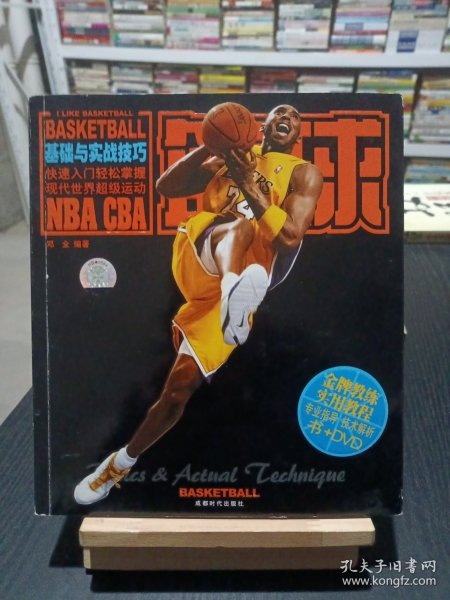 I LIKE BASKETBALL
BASKETBALL
基础与实战技巧
快速入门轻松掌握
现代世界超级运动
NBA CBA
邓 全 编著
球
LAKERS
24
金牌教练
实用教程
专业指导 技术解析
书+DVD
& Actual Technique
BASKETBALL
成都时代出版社
孔夫子旧书网
www.kongfz.com